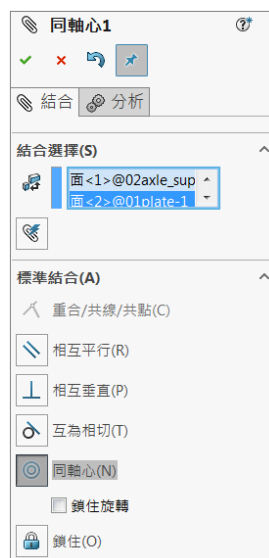 同軸心1
結合 分析
結合選擇(S)
面<1>@02axle_sup
面<2>@01plate-1
標準結合(A)
重合/共線/共點(C)
相互平行(R)
相互垂直(P)
互為相切(T)
同軸心(N)
鎖住旋轉
鎖住(O)